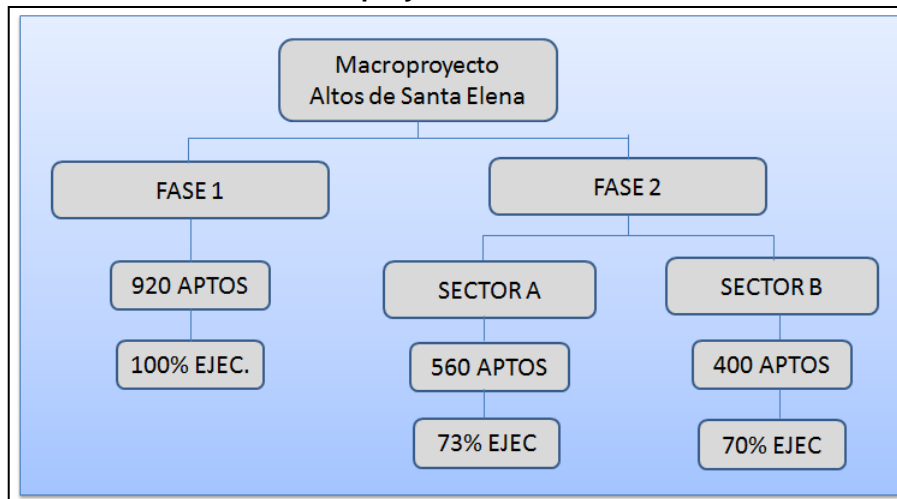 Macroproyecto
Altos de Santa Elena
FASE 1
FASE 2
920 APTOS
SECTOR A
SECTOR B
100% EJEC.
560 APTOS
400 APTOS
73% EJEC
70% EJEC